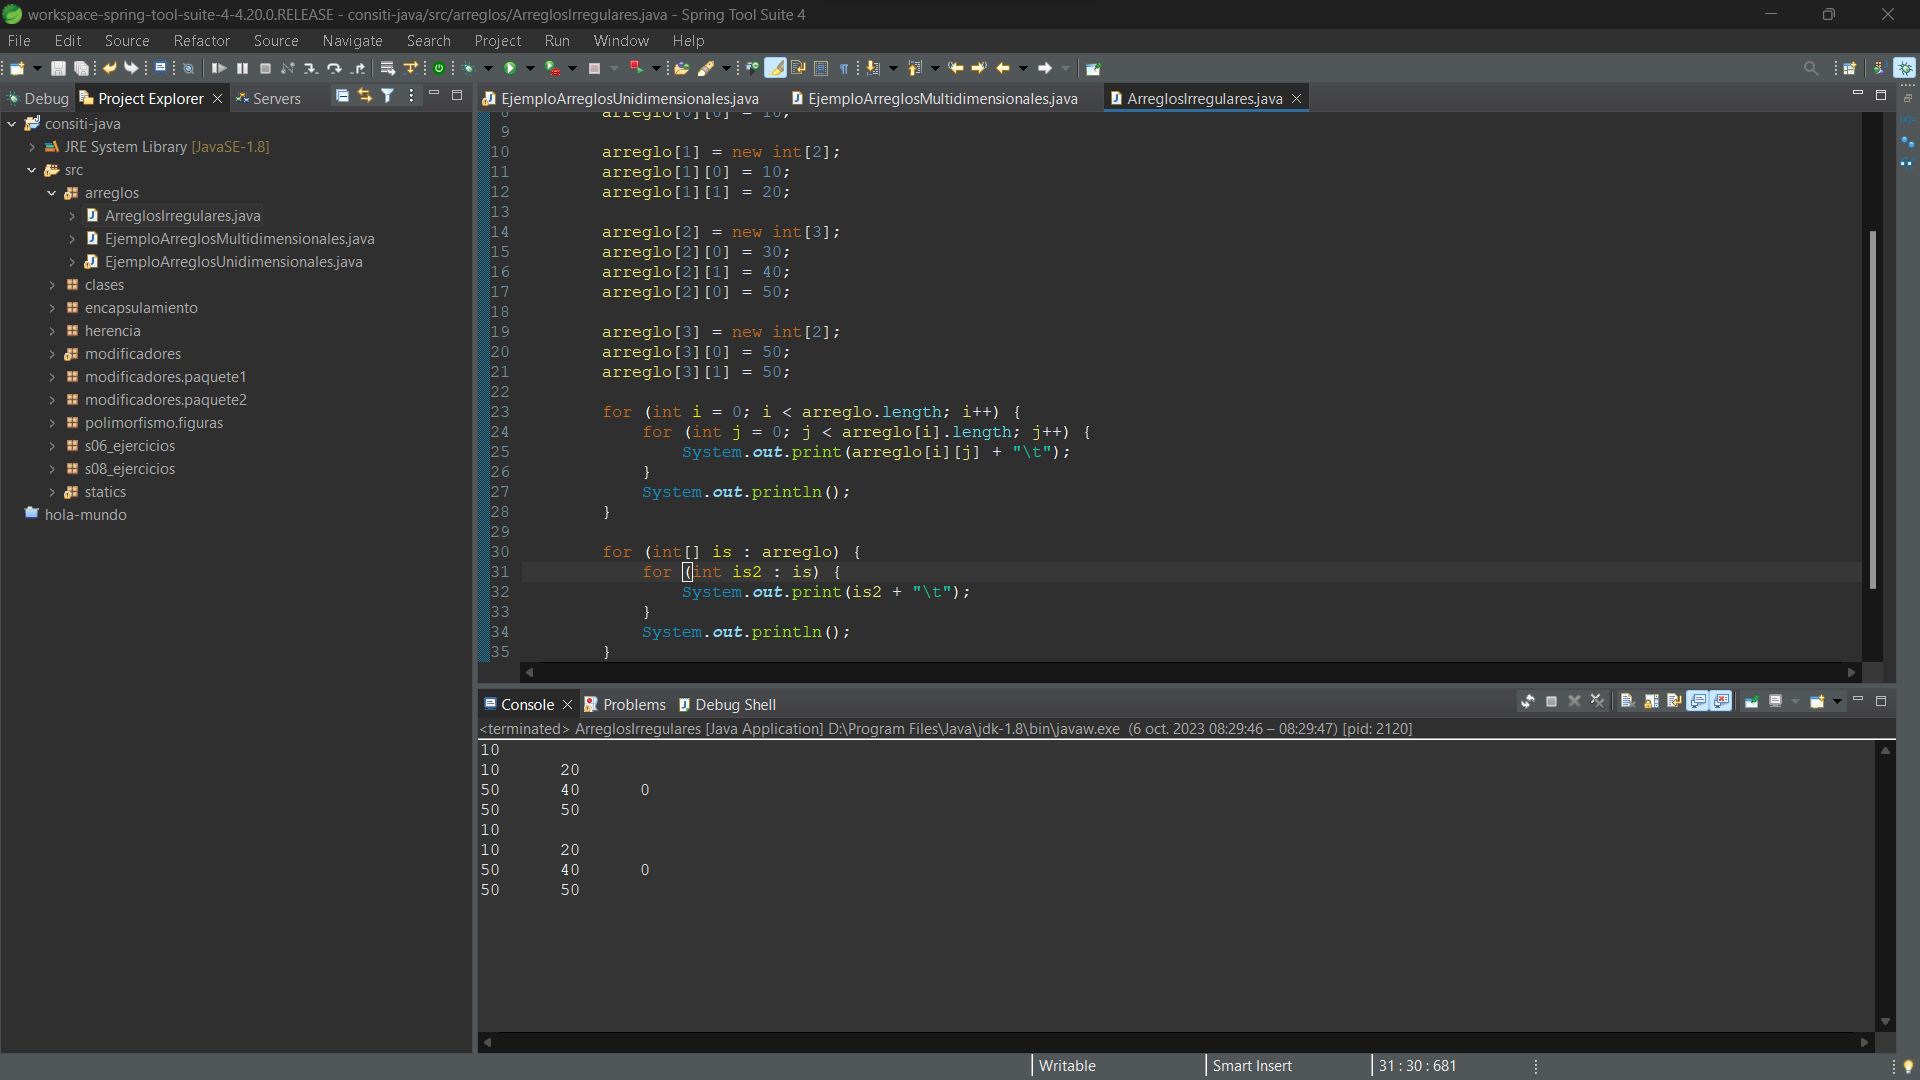 workspace-spring-tool-suite-4-4.20.0.RELEASE - consiti-java/src/arreglos/ArreglosIrregulares.java - Spring Tool Suite 4
File Edit Source Refactor Source Navigate Search Project Run Window Help
Debug Project Explorer Servers
EjemploArreglosUnidimensionales.java EjemploArreglosMultidimensionales.java ArreglosIrregulares.java
consiti-java
JRE System Library [JavaSE-1.8]
src
arreglos
ArreglosIrregulares.java
EjemploArreglosMultidimensionales.java
EjemploArreglosUnidimensionales.java
clases
encapsulamiento
herencia
modificadores
modificadores.paquete1
modificadores.paquete2
polimorfismo.figuras
s06_ejercicios
s08_ejercicios
statics
hola-mundo
8 arreglo[0][0] = 10;
9
10 arreglo[1] = new int[2];
11 arreglo[1][0] = 10;
12 arreglo[1][1] = 20;
13
14 arreglo[2] = new int[3];
15 arreglo[2][0] = 30;
16 arreglo[2][1] = 40;
17 arreglo[2][0] = 50;
18
19 arreglo[3] = new int[2];
20 arreglo[3][0] = 50;
21 arreglo[3][1] = 50;
22
23 for (int i = 0; i < arreglo.length; i++) {
24 for (int j = 0; j < arreglo[i].length; j++) {
25 System.out.print(arreglo[i][j] + "\t");
26 }
27 System.out.println();
28 }
29
30 for (int[] is : arreglo) {
31 for (int is2 : is) {
32 System.out.print(is2 + "\t");
33 }
34 System.out.println();
35 }
Console Problems Debug Shell
<terminated> ArreglosIrregulares [Java Application] D:\Program Files\Java\jdk-1.8\bin\javaw.exe (6 oct. 2023 08:29:46 – 08:29:47) [pid: 2120]
10
10 20
50 40 0
50 50
10
10 20
50 40 0
50 50
Writable Smart Insert 31 : 30 : 681